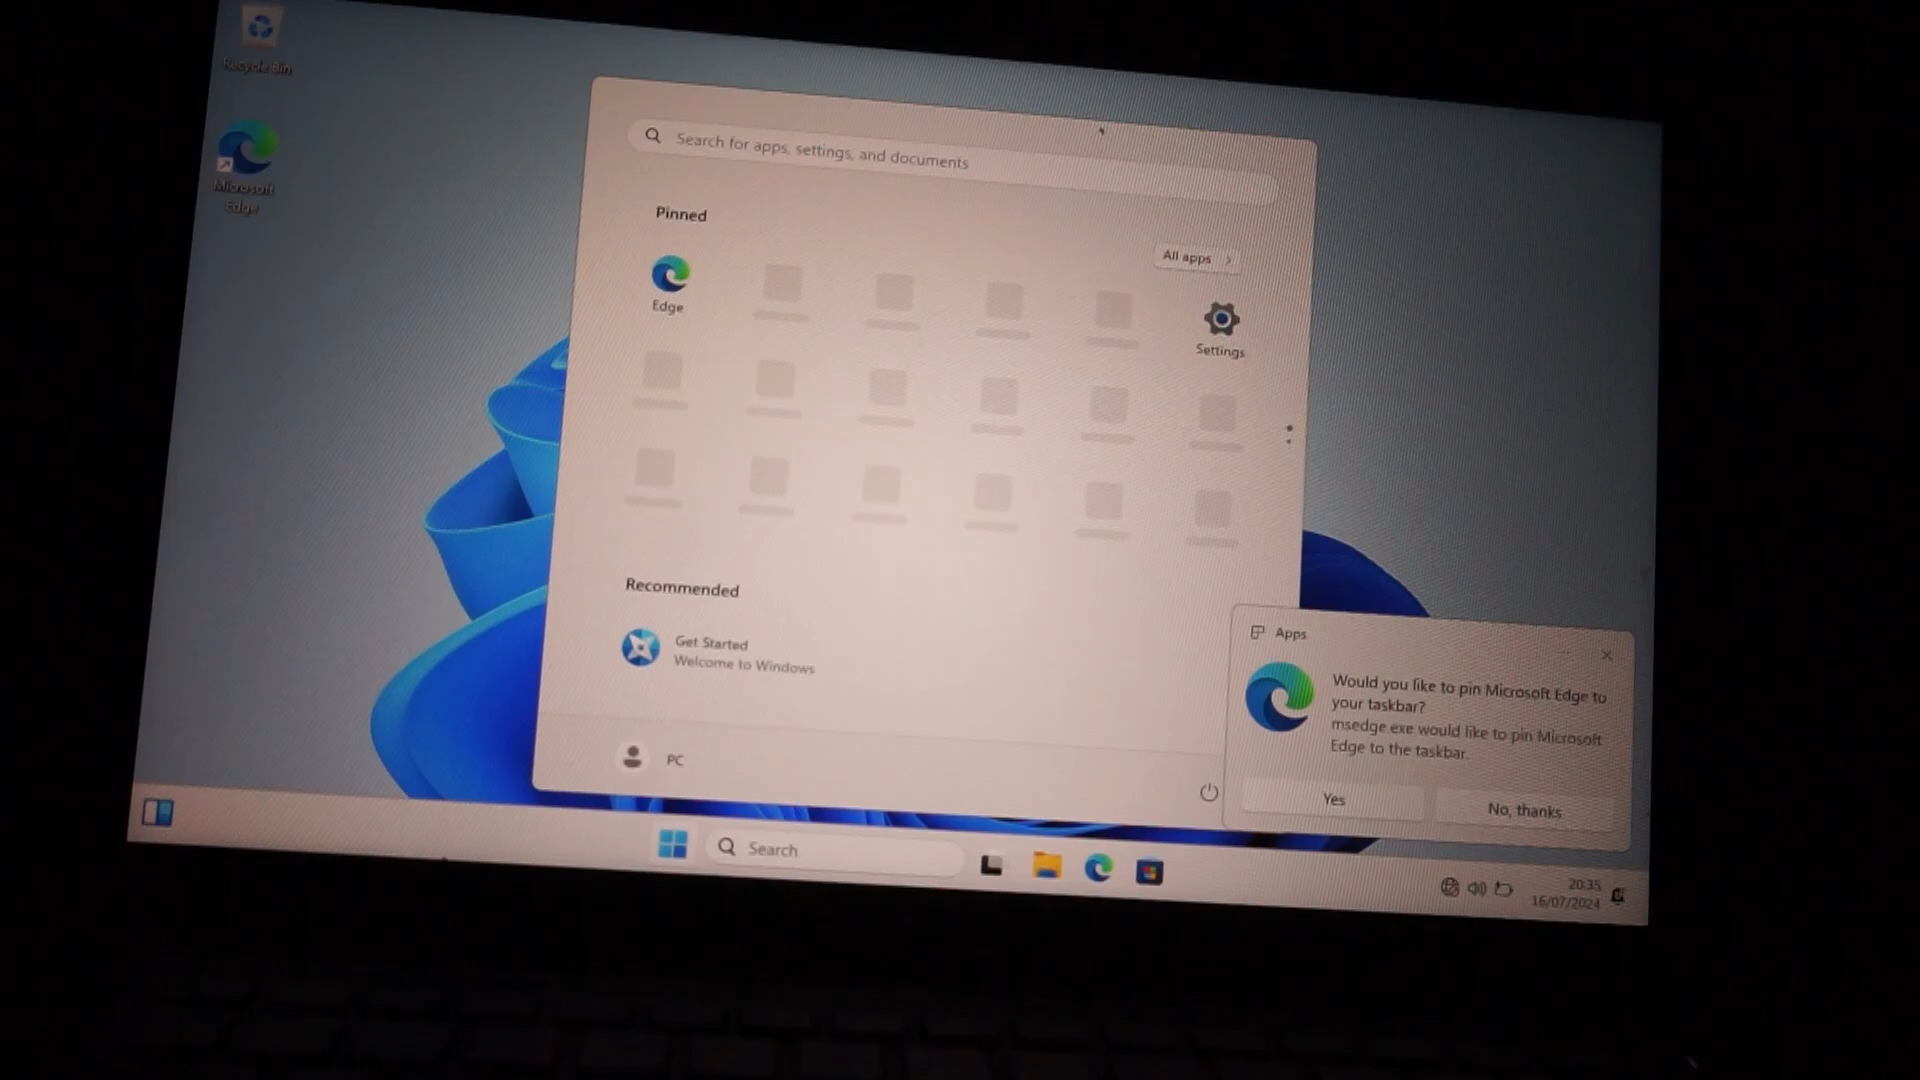 Recycle Bin
Microsoft
Edge
Search for apps, settings, and documents
Pinned
All apps
Edge
Settings
Recommended
Get Started
Welcome to Windows
PC
Apps
Would you like to pin Microsoft Edge to
your taskbar?
msedge.exe would like to pin Microsoft
Edge to the taskbar.
Yes
No, thanks
Search
20:35
16/07/2024